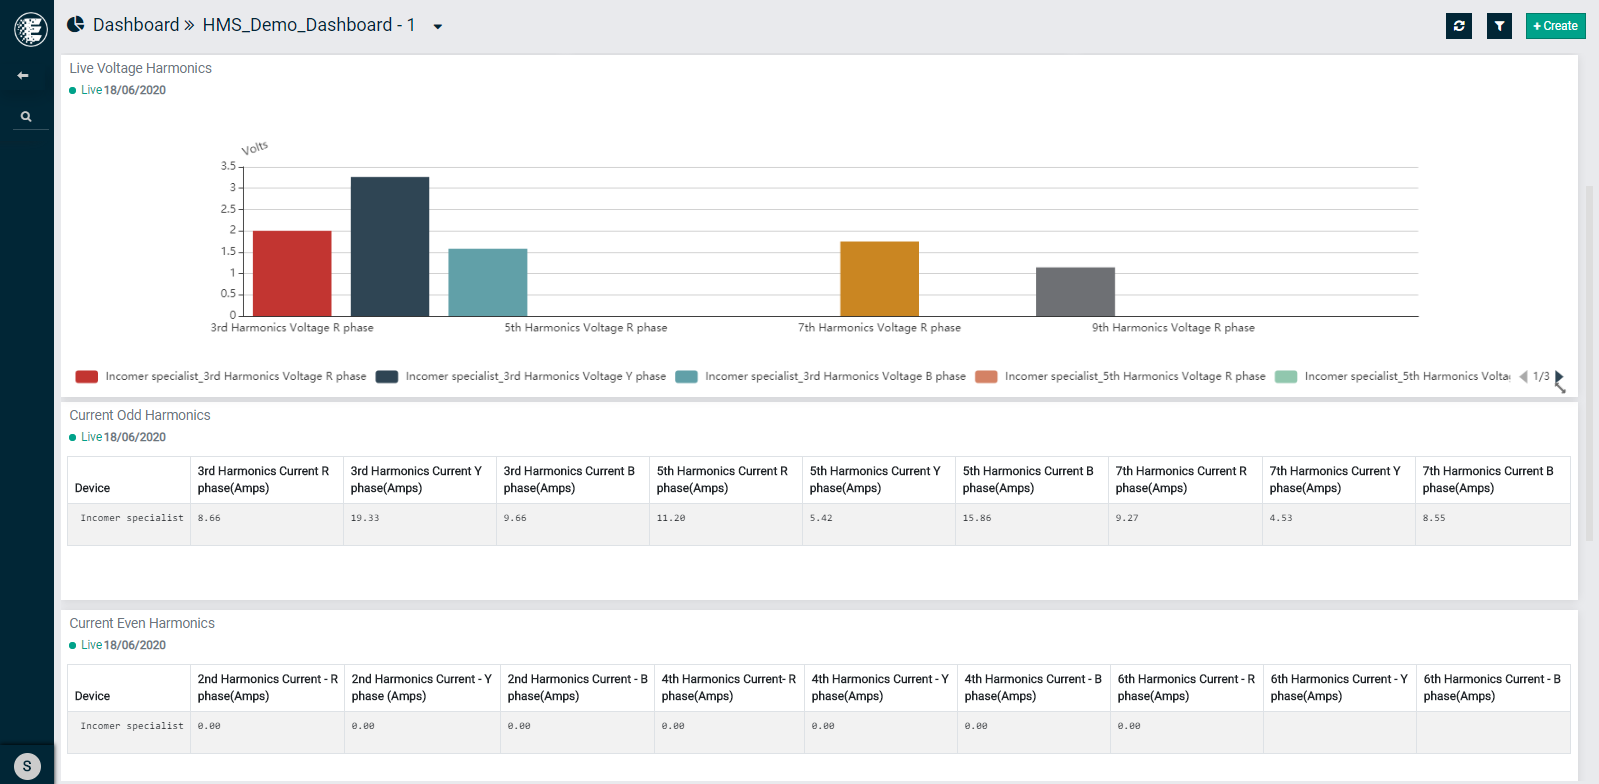 Dashboard » HMS_Demo_Dashboard - 1
+ Create
Live Voltage Harmonics
Live 18/06/2020
Volts
3.5
3
2.5
2
1.5
1
0.5
0
3rd Harmonics Voltage R phase 5th Harmonics Voltage R phase 7th Harmonics Voltage R phase 9th Harmonics Voltage R phase
Incomer specialist_3rd Harmonics Voltage R phase Incomer specialist_3rd Harmonics Voltage Y phase Incomer specialist_3rd Harmonics Voltage B phase Incomer specialist_5th Harmonics Voltage R phase Incomer specialist_5th Harmonics Volta 1/3
Current Odd Harmonics
Live 18/06/2020
Device 3rd Harmonics Current R phase(Amps) 3rd Harmonics Current Y phase(Amps) 3rd Harmonics Current B phase(Amps) 5th Harmonics Current R phase(Amps) 5th Harmonics Current Y phase(Amps) 5th Harmonics Current B phase(Amps) 7th Harmonics Current R phase(Amps) 7th Harmonics Current Y phase(Amps) 7th Harmonics Current B phase(Amps)
Incomer specialist 8.66 19.33 9.66 11.20 5.42 15.86 9.27 4.53 8.55
Current Even Harmonics
Live 18/06/2020
Device 2nd Harmonics Current - R phase(Amps) 2nd Harmonics Current - Y phase (Amps) 2nd Harmonics Current - B phase(Amps) 4th Harmonics Current- R phase(Amps) 4th Harmonics Current - Y phase(Amps) 4th Harmonics Current - B phase(Amps) 6th Harmonics Current - R phase(Amps) 6th Harmonics Current - Y phase(Amps) 6th Harmonics Current - B phase(Amps)
Incomer specialist 0.00 0.00 0.00 0.00 0.00 0.00 0.00
S